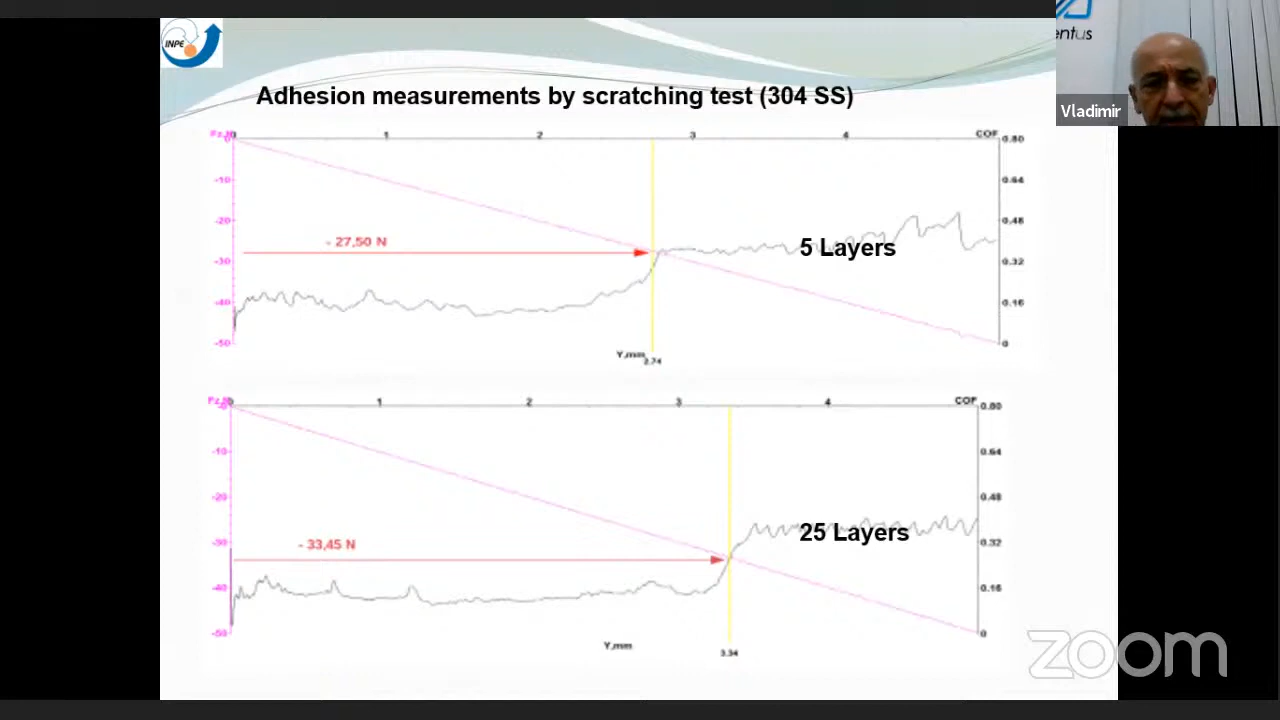 INPE
entus
Vladimir
Adhesion measurements by scratching test (304 SS)
0 1 2 3 4 COF
0 0.80
-10 0.64
-20 0.48
- 27,50 N
5 Layers
-30 0.32
-40 0.16
-50 0
Y,mm
2.74
0 1 2 3 4 COF
0.80
-10 0.64
-20 0.48
-30 0.32
25 Layers
- 33,45 N
-40 0.16
-50 0
Y,mm
3.34
zoom